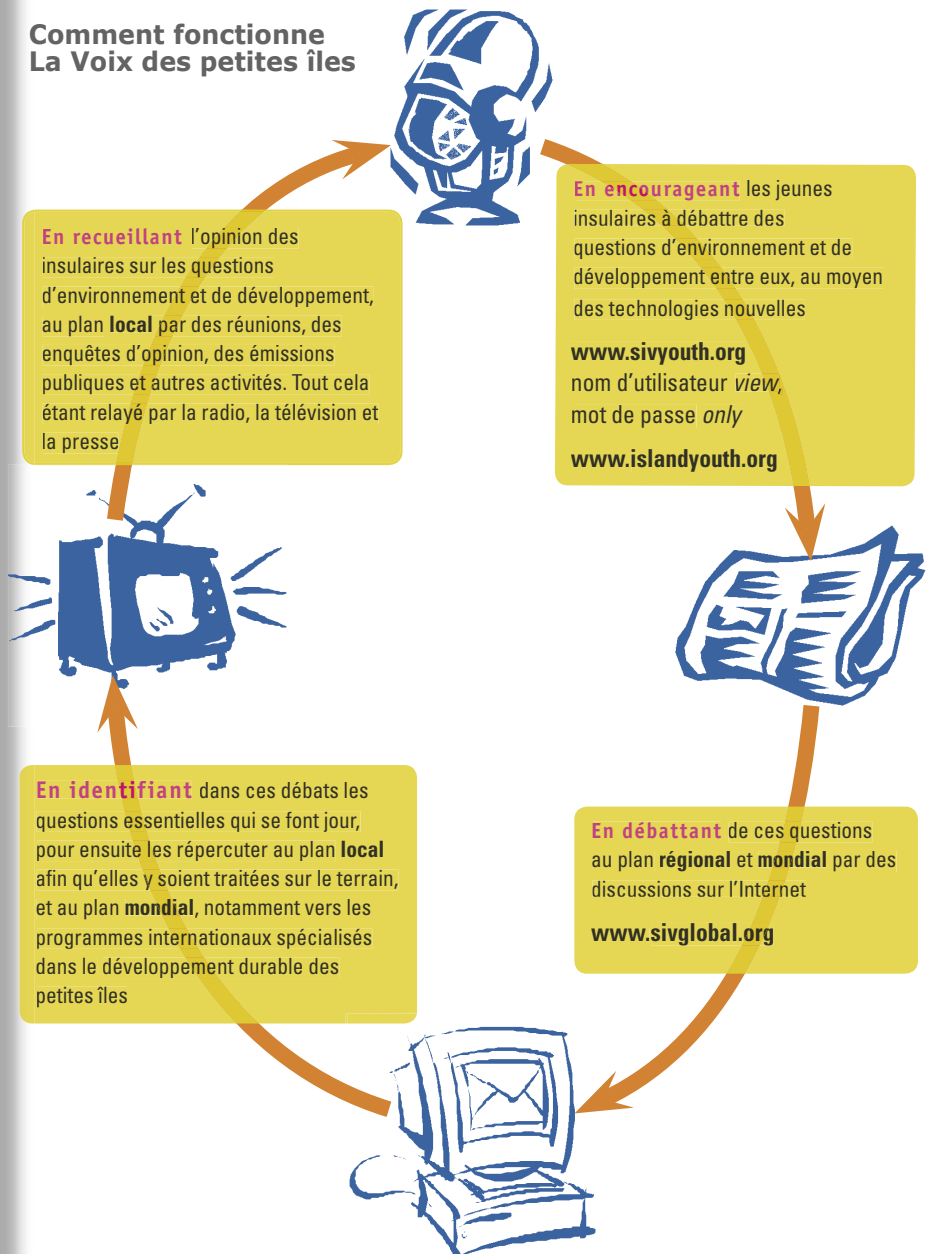 Comment fonctionne
La Voix des petites îles
En recueillant l'opinion des
insulaires sur les questions
d'environnement et de développement,
au plan local par des réunions, des
enquêtes d'opinion, des émissions
publiques et autres activités. Tout cela
étant relayé par la radio, la télévision et
la presse
En encourageant les jeunes
insulaires à débattre des
questions d'environnement et de
développement entre eux, au moyen
des technologies nouvelles
www.sivyouth.org
nom d'utilisateur view,
mot de passe only
www.islandyouth.org
En débattant de ces questions
au plan régional et mondial par des
discussions sur l'Internet
www.sivglobal.org
En identifiant dans ces débats les
questions essentielles qui se font jour,
pour ensuite les répercuter au plan local
afin qu'elles y soient traitées sur le terrain,
et au plan mondial, notamment vers les
programmes internationaux spécialisés
dans le développement durable des
petites îles